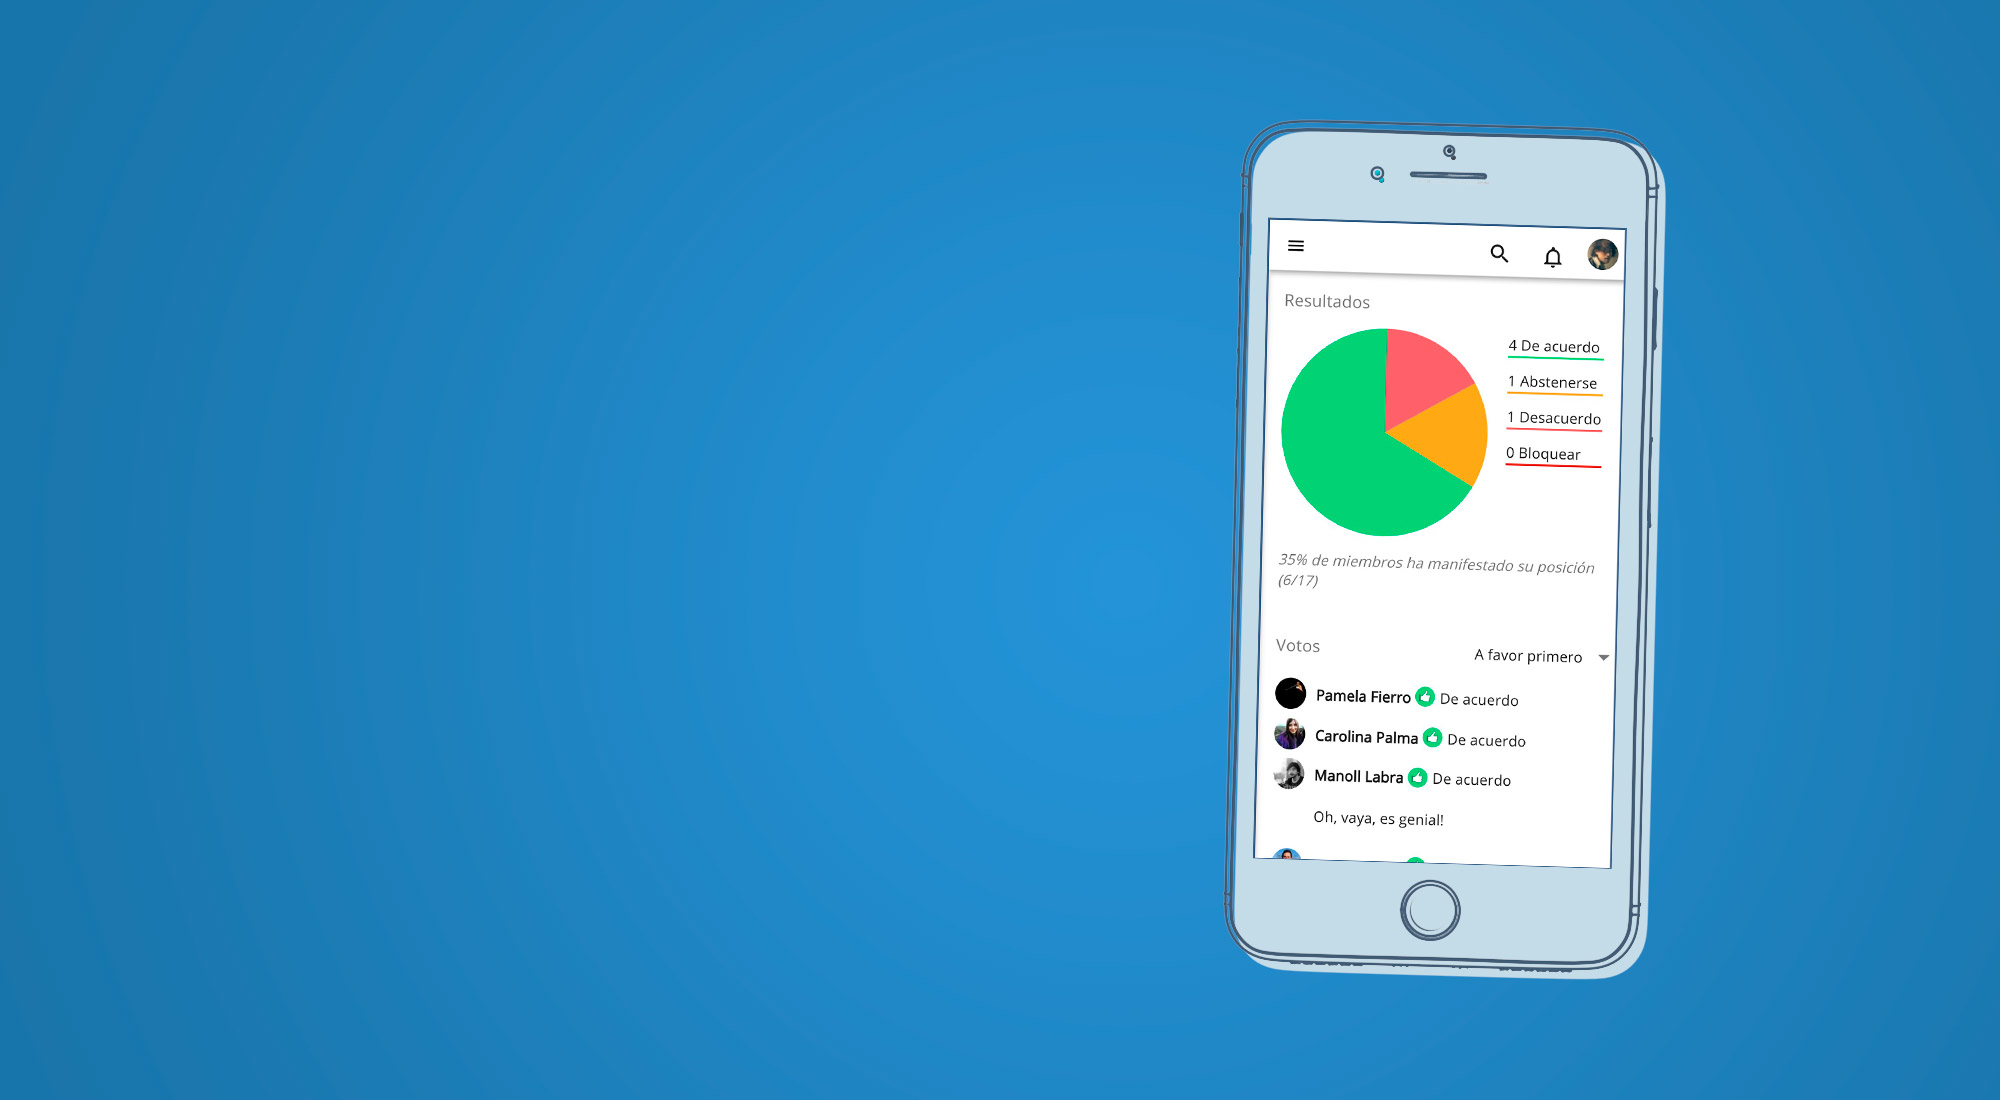 Resultados
4 De acuerdo
1 Abstenerse
1 Desacuerdo
0 Bloquear
35% de miembros ha manifestado su posición
(6/17)
Votos
A favor primero
Pamela Fierro De acuerdo
Carolina Palma De acuerdo
Manoll Labra De acuerdo
Oh, vaya, es genial!